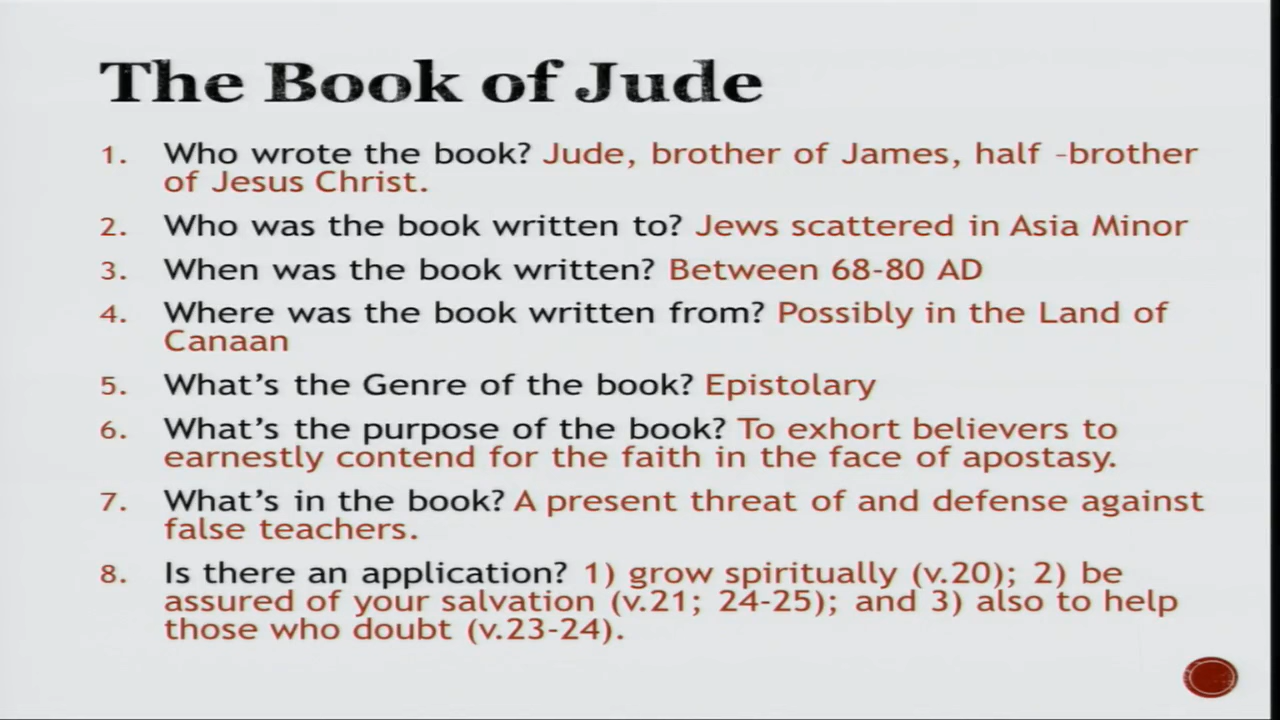 The Book of Jude
1. Who wrote the book? Jude, brother of James, half -brother
of Jesus Christ.
2. Who was the book written to? Jews scattered in Asia Minor
3. When was the book written? Between 68-80 AD
4. Where was the book written from? Possibly in the Land of
Canaan
5. What's the Genre of the book? Epistolary
6. What's the purpose of the book? To exhort believers to
earnestly contend for the faith in the face of apostasy.
7. What's in the book? A present threat of and defense against
false teachers.
8. Is there an application? 1) grow spiritually (v.20); 2) be
assured of your salvation (v.21; 24-25); and 3) also to help
those who doubt (v.23-24).